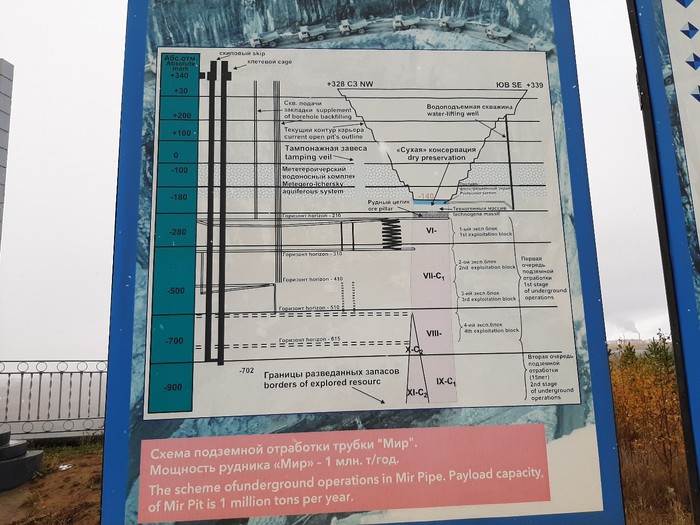 Абс.отм
Absolute
mark
+340
+30
+200
+100
0
-100
-180
-280
-500
-700
-900
скиповый skip
клетевой cage
+328 СЗ NW
ЮВ SE +339
Скв. подачи
закладки supplement
of borehole backfilling
Текущий контур карьера
current open pit's outline
Тампонажная завеса
tamping veil
Метегероичерский
водоносный комплекс
Metegero-Ichersky
aquiferous system
Водоподъемная скважина
water-lifting well
«Сухая» консервация
dry preservation
-140
Рудный целик
ore pillar
Техногенный массив
technogene massif
Горизонт horizon - 210
Горизонт horizon - 310
Горизонт horizon - 410
Горизонт horizon - 510
Горизонт horizon - 615
-702
VI-
VII-C1
VIII-
X-C2
IX-C1
XI-C2
1-ый эксп.блок
1st exploitation block
2-ой эксп.блок
2nd exploitation block
3-ий эксп.блок
3rd exploitation block
4-ий эксп.блок
4th exploitation block
Первая
очередь
подземной
отработки
1st stage
of underground
operations
Вторая очередь
подземной
отработки
(15лет)
2nd stage
of underground
operations
Границы разведанных запасов
borders of explored resourc
Схема подземной отработки трубки "Мир".
Мощность рудника «Мир» - 1 млн. т/год.
The scheme ofunderground operations in Mir Pipe. Payload capacity,
of Mir Pit is 1 million tons per year.